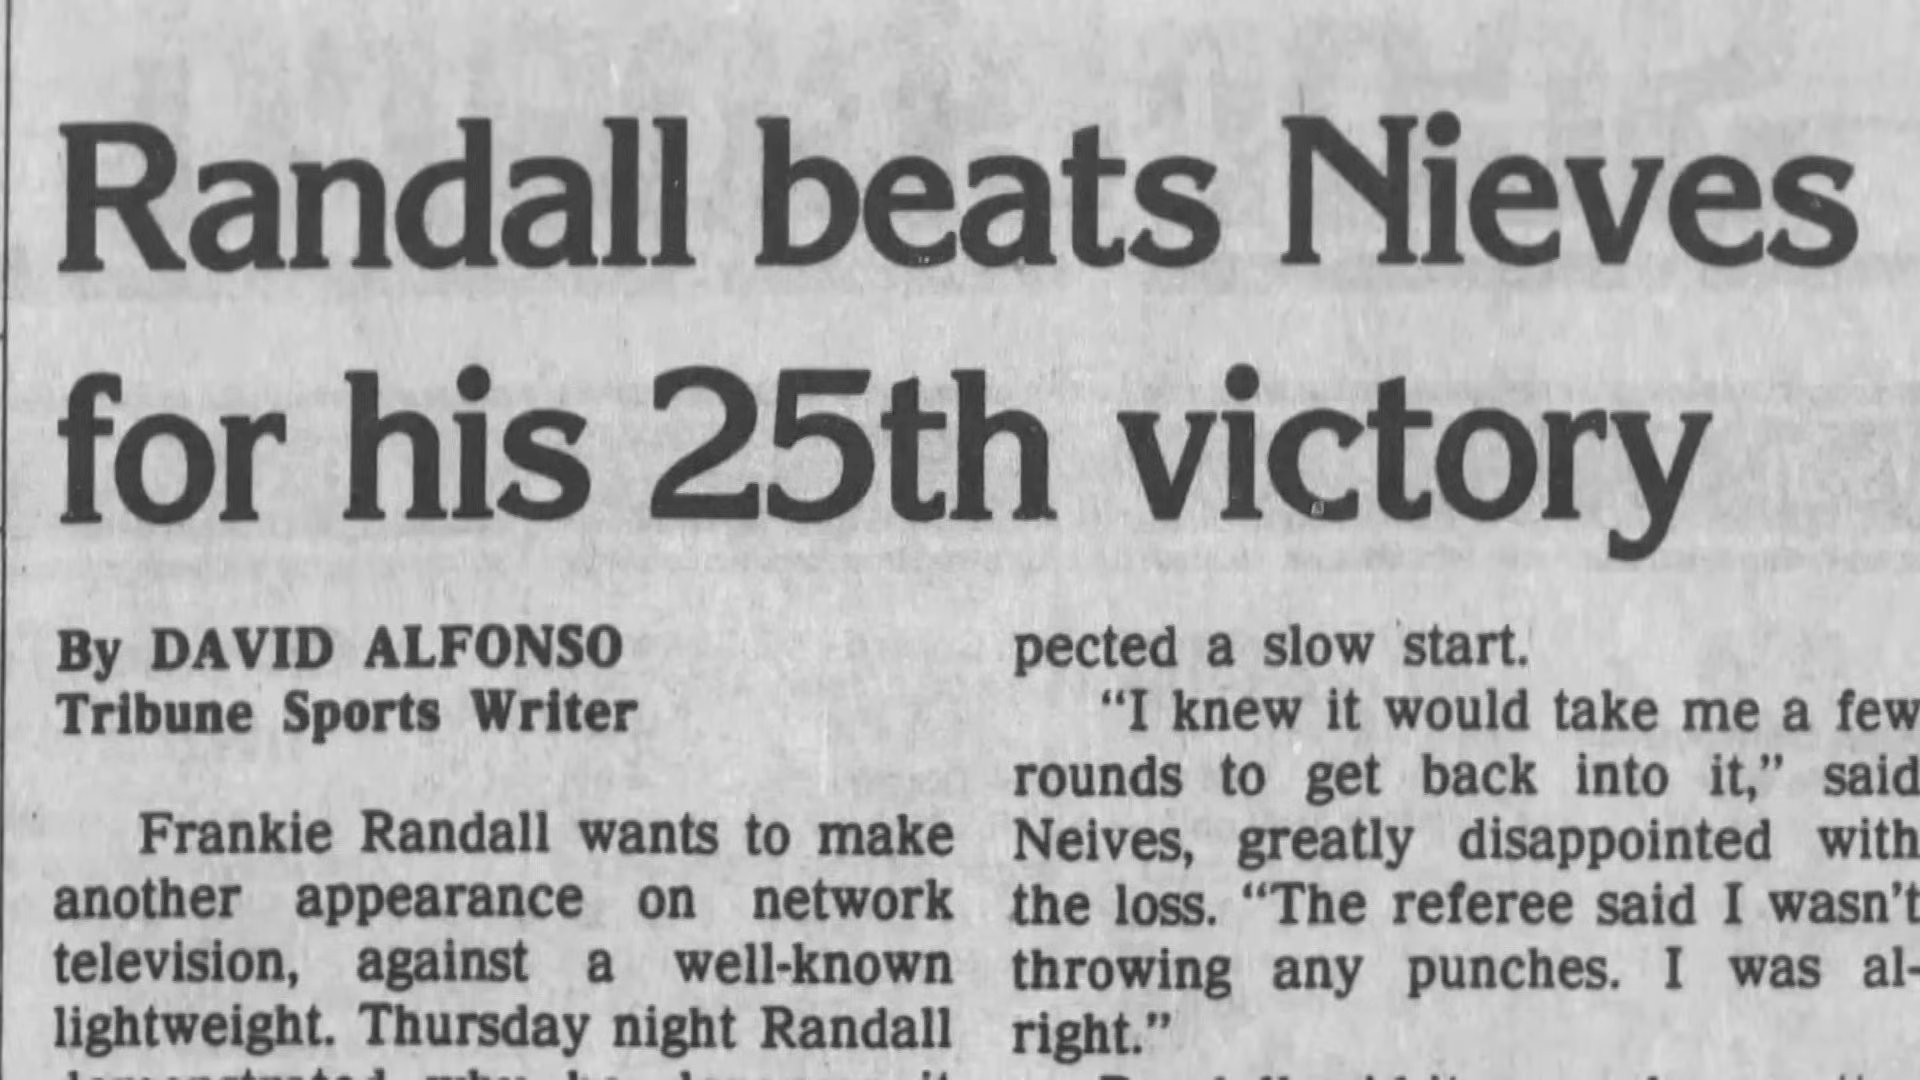 Randall beats Nieves
for his 25th victory
By DAVID ALFONSO
Tribune Sports Writer
Frankie Randall wants to make
another appearance on network
television, against a well-known
lightweight. Thursday night Randall
pected a slow start.
“I knew it would take me a few
rounds to get back into it,” said
Neives, greatly disappointed with
the loss. “The referee said I wasn't
throwing any punches. I was al-
right.”